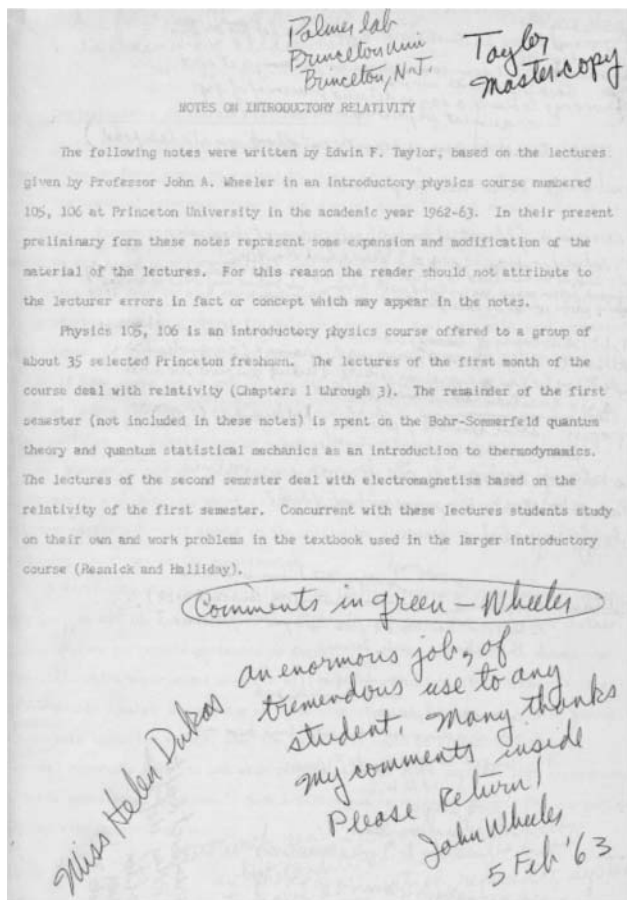 Palmer lab
Princeton Uni
Princeton, N.J.
Taylor
Master copy
NOTES ON INTRODUCTORY RELATIVITY
The following notes were written by Edwin F. Taylor, based on the lectures
given by Professor John A. Wheeler in an introductory physics course numbered
105, 106 at Princeton University in the academic year 1962-63. In their present
preliminary form these notes represent some expansion and modification of the
material of the lectures. For this reason the reader should not attribute to
the lecturer errors in fact or concept which may appear in the notes.
Physics 105, 106 is an introductory physics course offered to a group of
about 35 selected Princeton freshmen. The lectures of the first month of the
course deal with relativity (Chapters 1 through 3). The remainder of the first
semester (not included in these notes) is spent on the Bohr-Sommerfeld quantum
theory and quantum statistical mechanics as an introduction to thermodynamics.
The lectures of the second semester deal with electromagnetism based on the
relativity of the first semester. Concurrent with these lectures students study
on their own and work problems in the textbook used in the larger introductory
course (Resnick and Halliday).
Comments in green — Wheeler
an enormous job, of
tremendous use to any
student. Many thanks
My comments inside
Please Return!
John Wheeler
5 Feb '63
Miss Helen Dukas